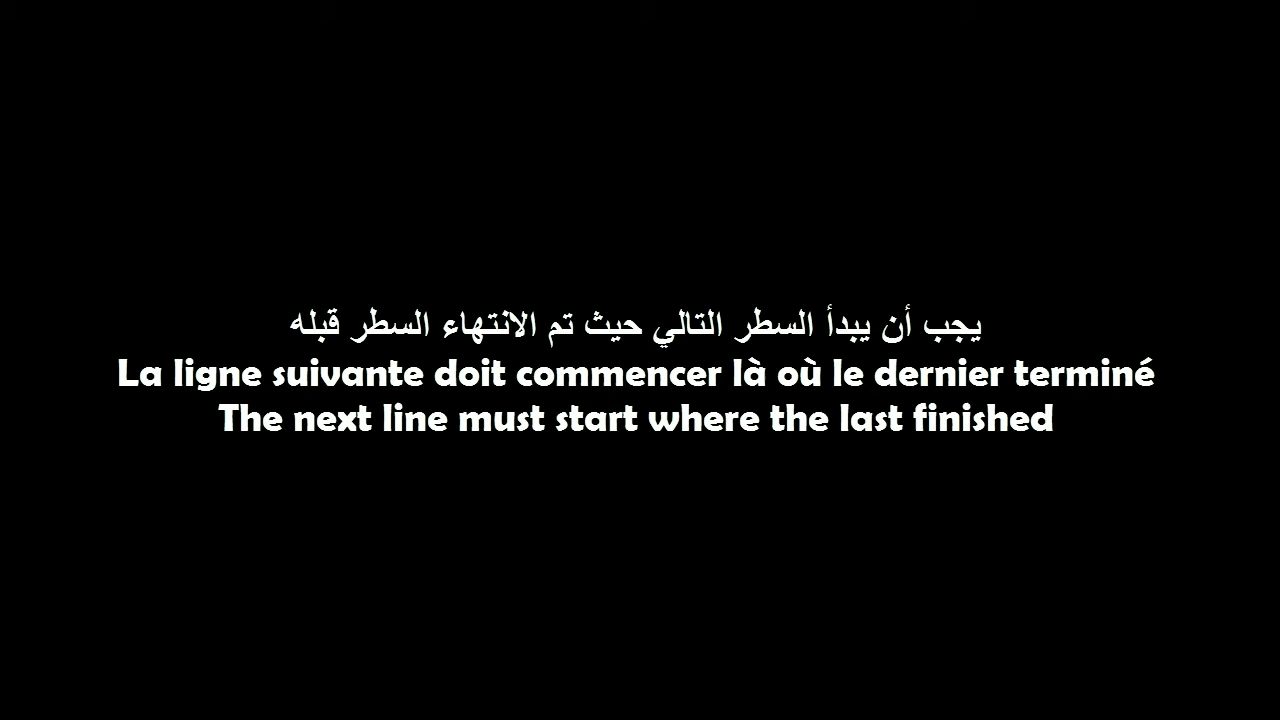 يجب أن يبدأ السطر التالي حيث تم الانتهاء السطر قبله
La ligne suivante doit commencer là où le dernier terminé
The next line must start where the last finished